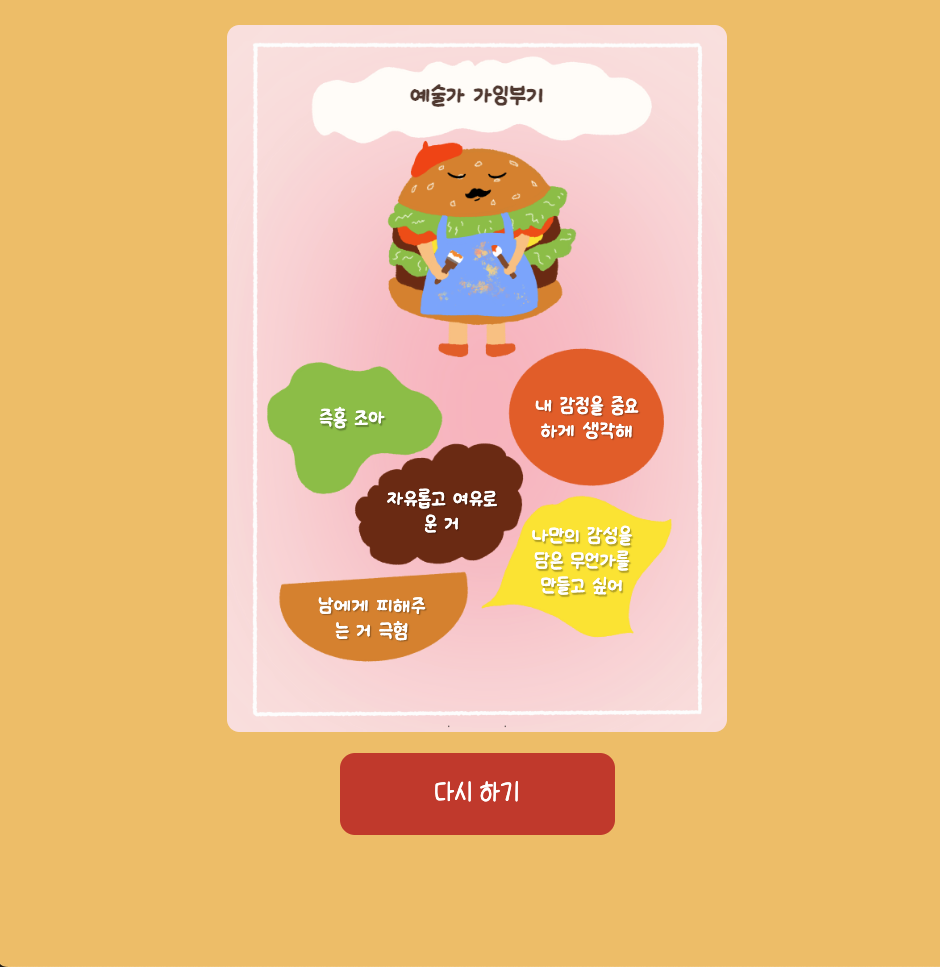 예술가 가잉부기
즉흥 조아
내 감정을 중요
하게 생각해
자유롭고 여유로
운 거
나만의 감성을
담은 무언가를
만들고 싶어
남에게 피해주
는 거 극혐
다시 하기